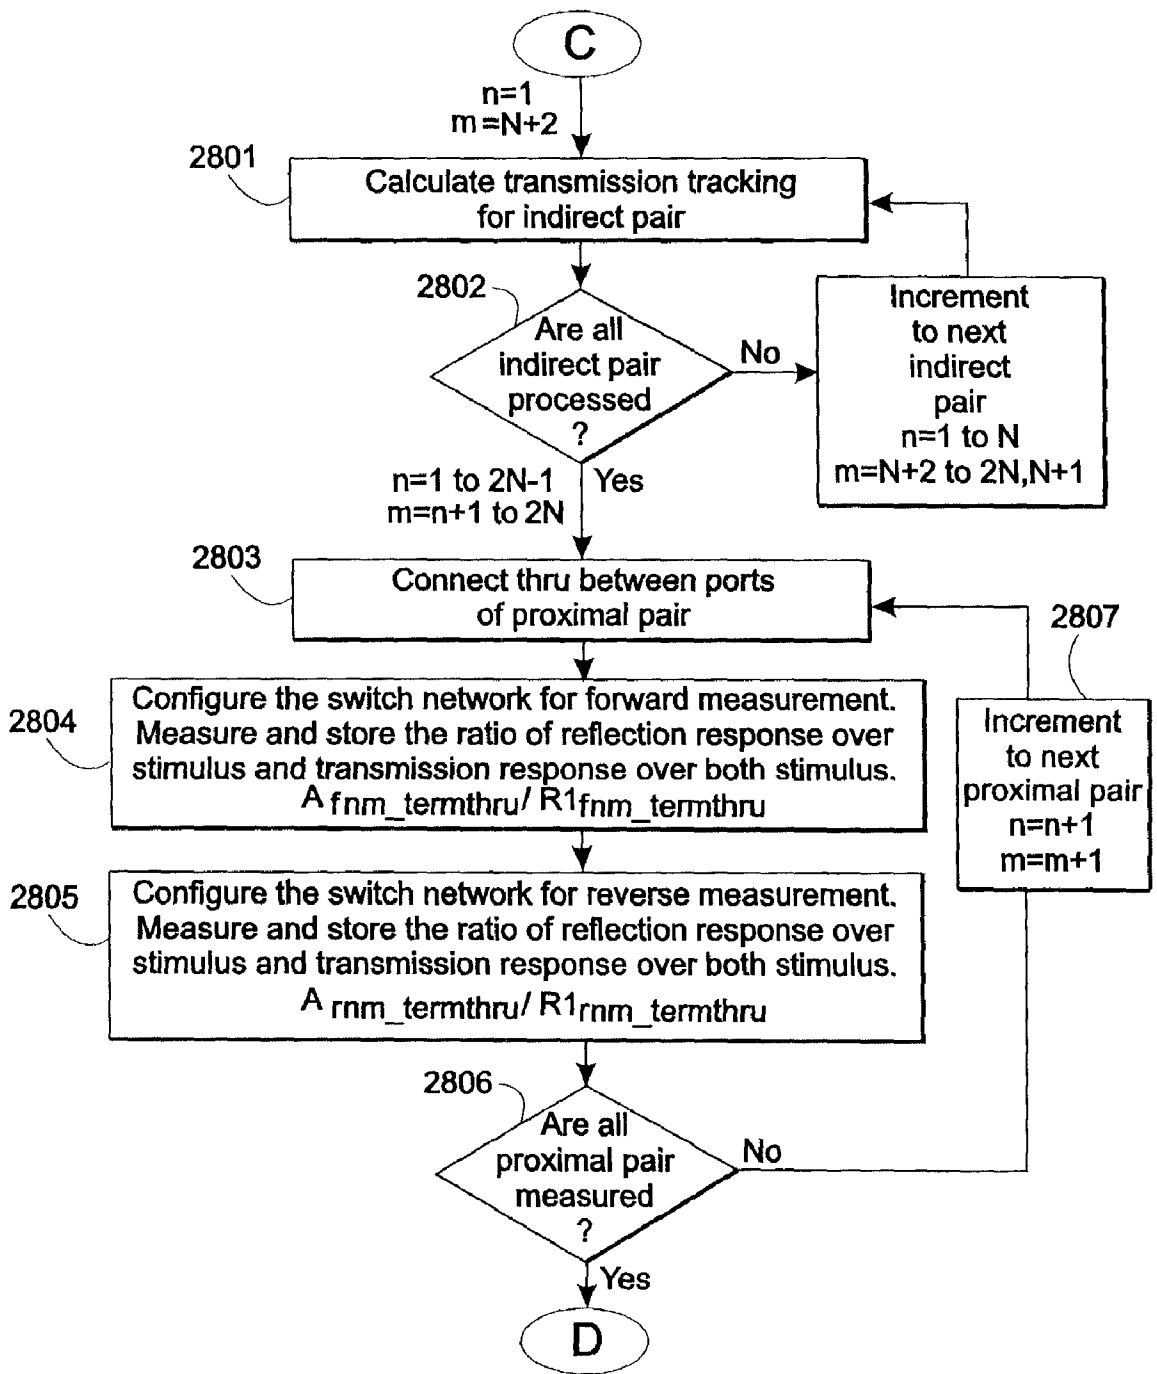 C
n=1
m=N+2
2801
Calculate transmission tracking
for indirect pair
2802
Are all
indirect pair
processed
?
No
Increment
to next
indirect
pair
n=1 to N
m=N+2 to 2N,N+1
n=1 to 2N-1
m=n+1 to 2N
Yes
2803
Connect thru between ports
of proximal pair
2807
Increment
to next
proximal pair
n=n+1
m=m+1
2804
Configure the switch network for forward measurement.
Measure and store the ratio of reflection response over
stimulus and transmission response over both stimulus.
A fnm_termthru/ R1fnm_termthru
2805
Configure the switch network for reverse measurement.
Measure and store the ratio of reflection response over
stimulus and transmission response over both stimulus.
A rnm_termthru/ R1rnm_termthru
2806
Are all
proximal pair
measured
?
No
Yes
D